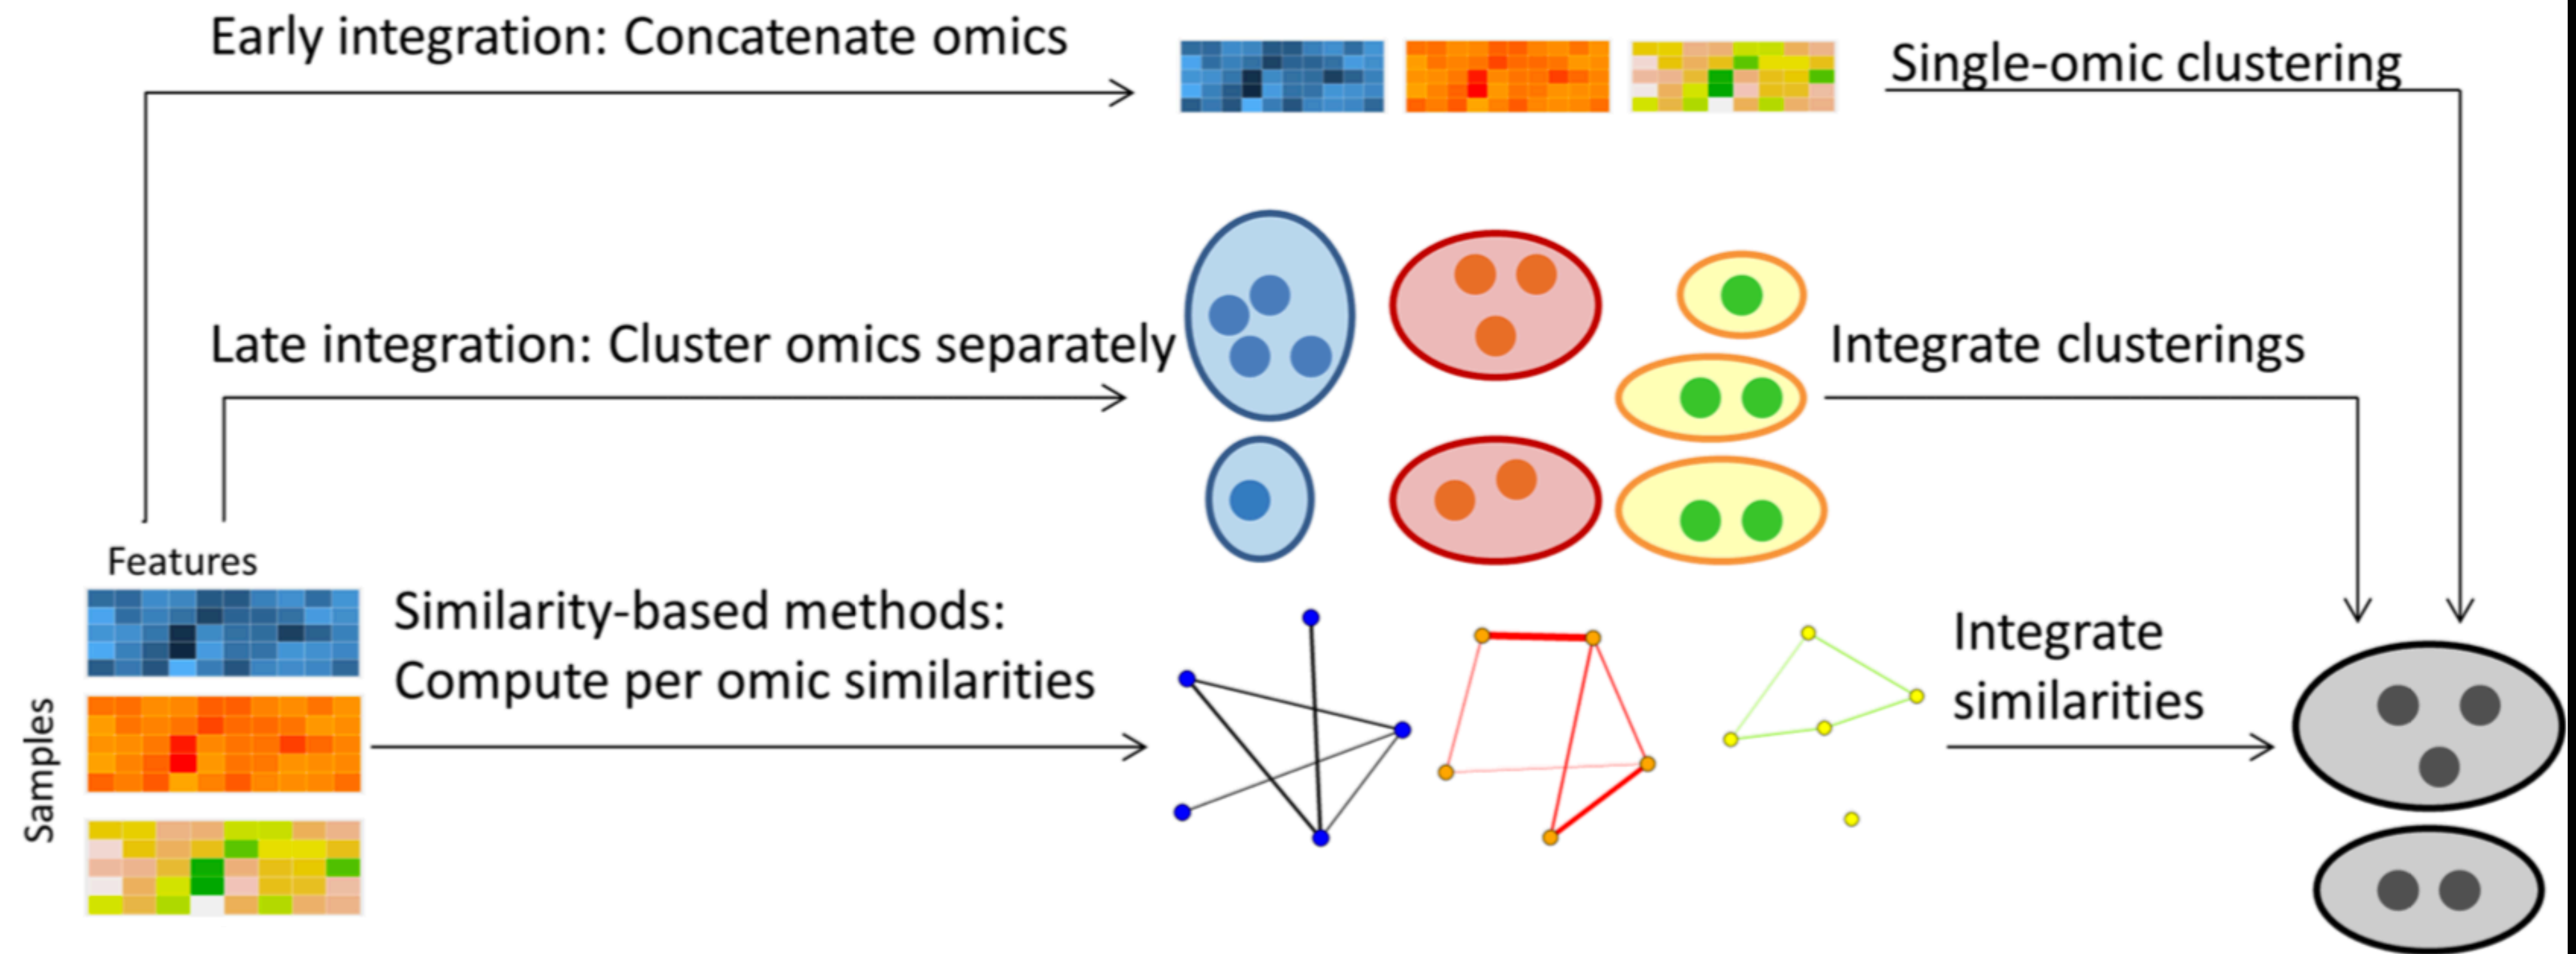 Early integration: Concatenate omics
Single-omic clustering
Late integration: Cluster omics separately
Integrate clusterings
Features
Samples
Similarity-based methods:
Compute per omic similarities
Integrate
similarities